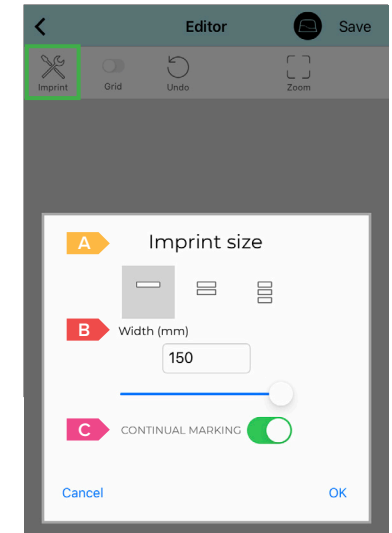 Editor
Save
Imprint
Grid
Undo
Zoom
A
Imprint size
B
Width (mm)
150
C
CONTINUAL MARKING
Cancel
OK